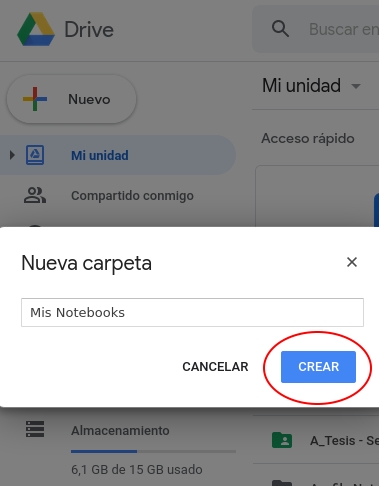 Drive
Buscar en
Nuevo
Mi unidad
Mi unidad
Acceso rápido
Compartido conmigo
Nueva carpeta
Mis Notebooks
CANCELAR
CREAR
Almacenamiento
6,1 GB de 15 GB usado
A_Tesis - Se